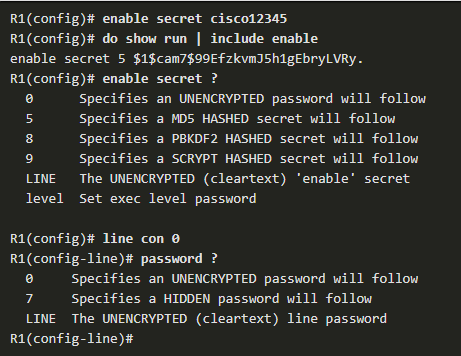 R1(config)# enable secret cisco12345
R1(config)# do show run | include enable
enable secret 5 $1$cam7$99EfzkvmJ5h1gEbryLVRy.
R1(config)# enable secret ?
  0      Specifies an UNENCRYPTED password will follow
  5      Specifies a MD5 HASHED secret will follow
  8      Specifies a PBKDF2 HASHED secret will follow
  9      Specifies a SCRYPT HASHED secret will follow
  LINE   The UNENCRYPTED (cleartext) 'enable' secret
  level  Set exec level password

R1(config)# line con 0
R1(config-line)# password ?
  0     Specifies an UNENCRYPTED password will follow
  7     Specifies a HIDDEN password will follow
  LINE  The UNENCRYPTED (cleartext) line password
R1(config-line)#